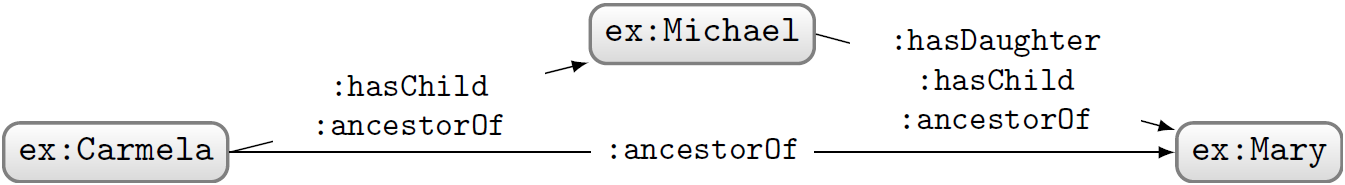 ex:Michael
:hasDaughter
:hasChild
:hasChild
:ancestorOf
:ancestorOf
ex:Carmela
:ancestorOf
ex:Mary